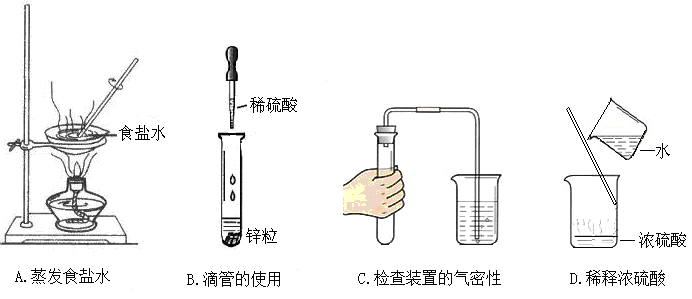 食盐水
稀硫酸
锌粒
水
浓硫酸
A.蒸发食盐水
B.滴管的使用
C.检查装置的气密性
D.稀释浓硫酸